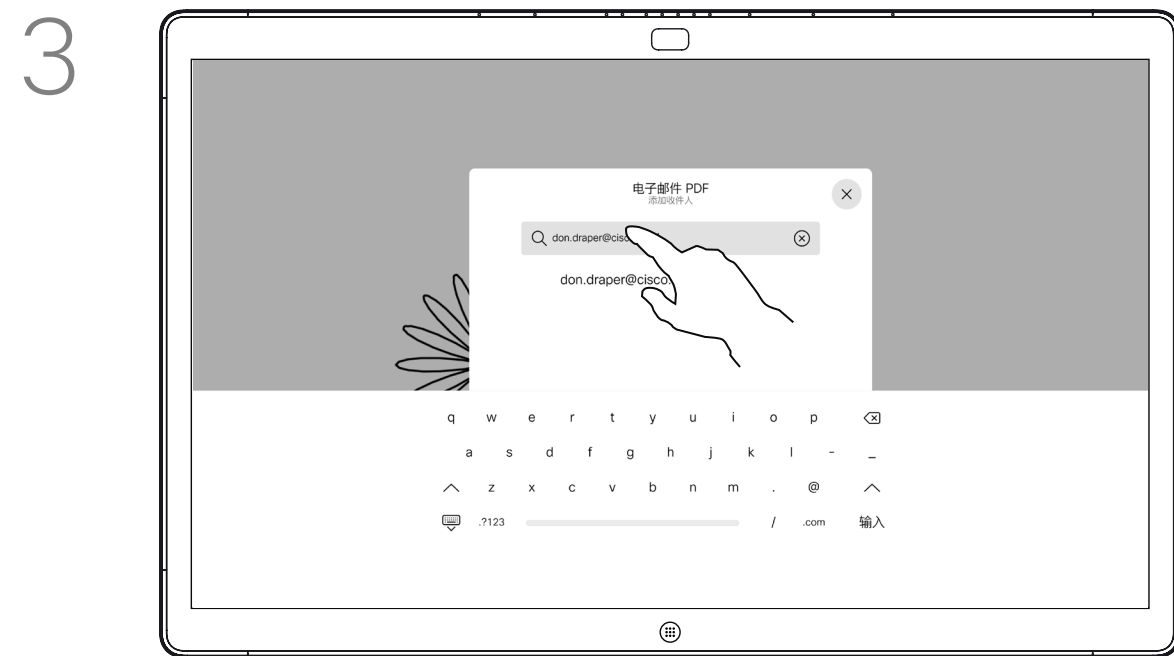 3
电子邮件 PDF
添加收件人
don.draper@cisc
don.draper@cisco.
q w e r t y u i o p
a s d f g h j k l - _
z x c v b n m . @
.?123 / .com 输入